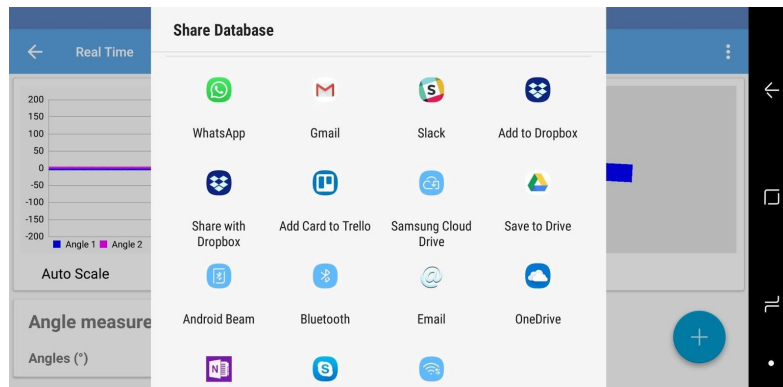 Share Database
Real Time
200
150
100
50
0
-50
-100
-150
-200
Angle 1 Angle 2
Auto Scale
Angle measure
Angles (°)
WhatsApp
Gmail
Slack
Add to Dropbox
Share with
Dropbox
Add Card to Trello
Samsung Cloud
Drive
Save to Drive
Android Beam
Bluetooth
Email
OneDrive